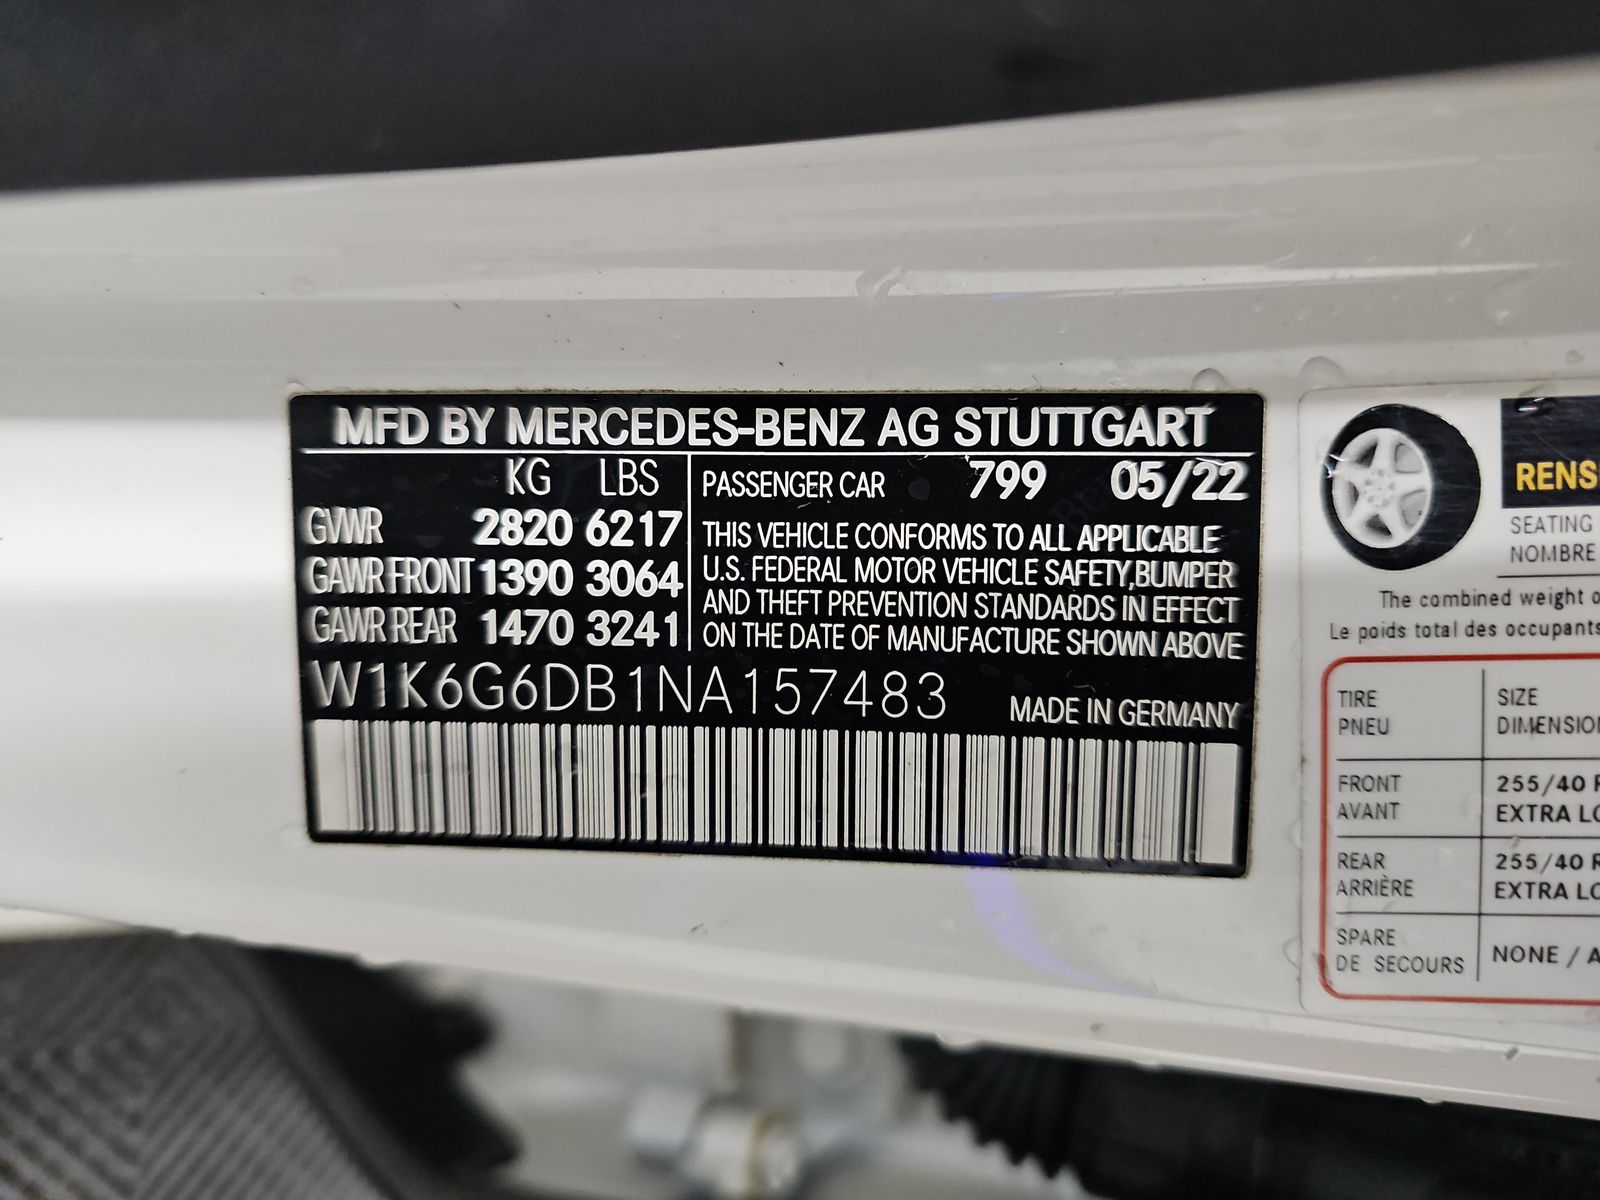 MFD BY MERCEDES-BENZ AG STUTTGART
KG LBS
GVWR 2820 6217
GAWR FRONT 1390 3064
GAWR REAR 1470 3241
PASSENGER CAR 799 05/22
THIS VEHICLE CONFORMS TO ALL APPLICABLE
U.S. FEDERAL MOTOR VEHICLE SAFETY,BUMPER
AND THEFT PREVENTION STANDARDS IN EFFECT
ON THE DATE OF MANUFACTURE SHOWN ABOVE
W1K6G6DB1NA157483
MADE IN GERMANY
RENS
SEATING
NOMBRE
The combined weight o
Le poids total des occupants
TIRE SIZE
PNEU DIMENSION
FRONT 255/40 R
AVANT EXTRA LO
REAR 255/40 R
ARRIÈRE EXTRA LO
SPARE
DE SECOURS
NONE / A